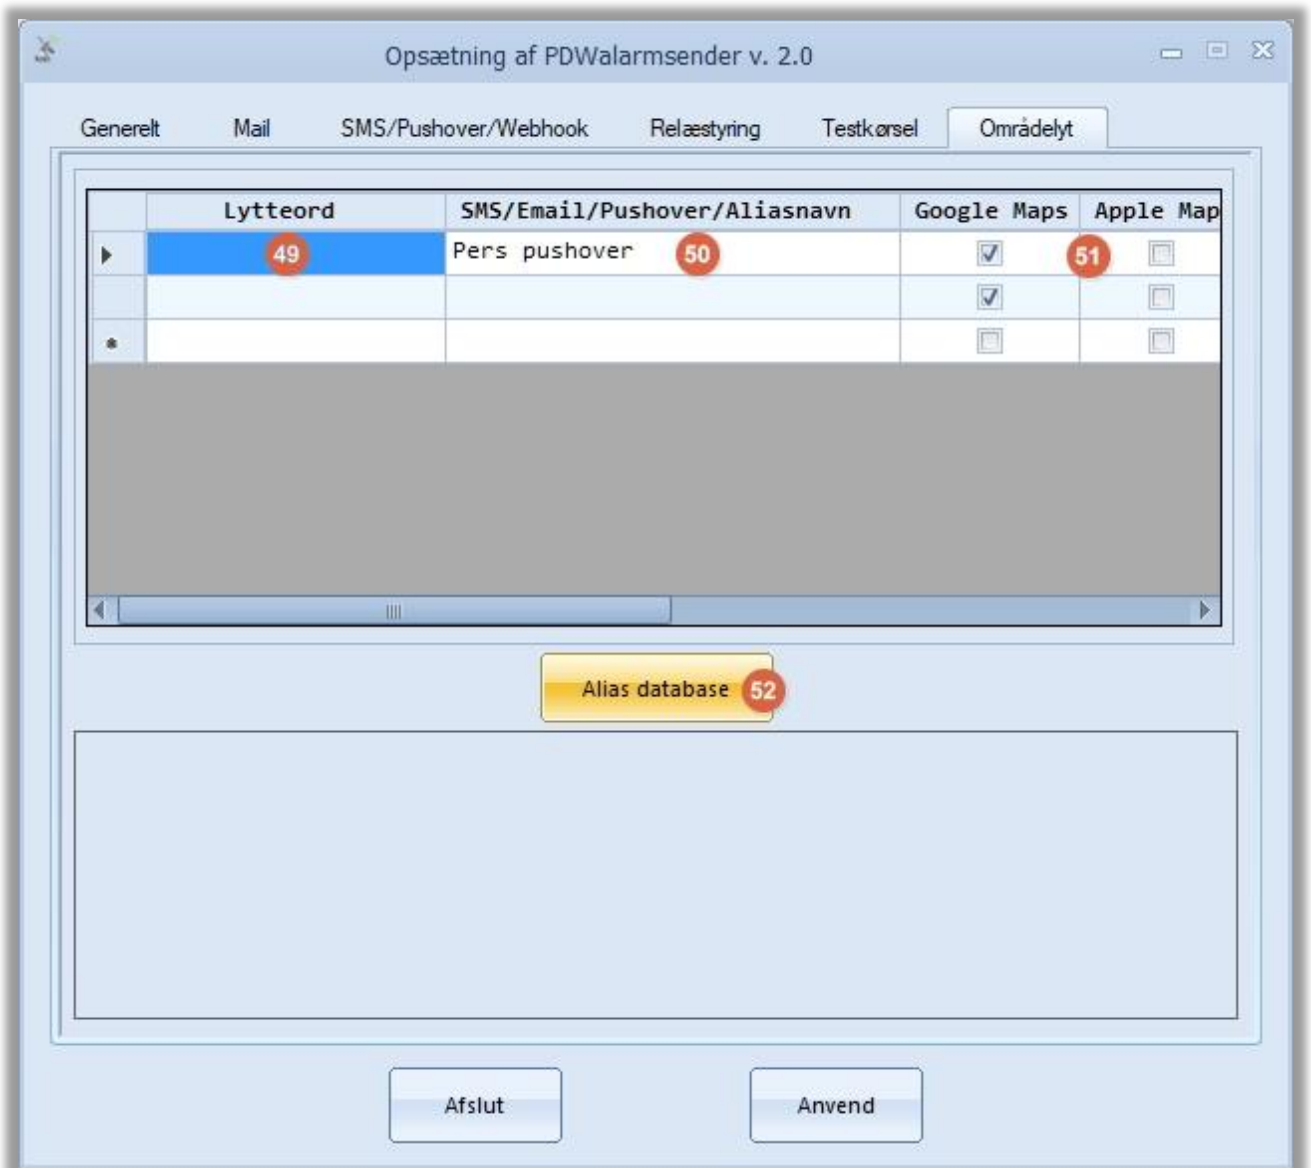 Opsætning af PDWalarmsender v. 2.0
Generelt Mail SMS/Pushover/Webhook Relæstyring Testkørsel Områdelyt
Lytteord SMS/Email/Pushover/Aliasnavn Google Maps Apple Map
49 Pers pushover 50 51
Alias database 52
Afslut Anvend